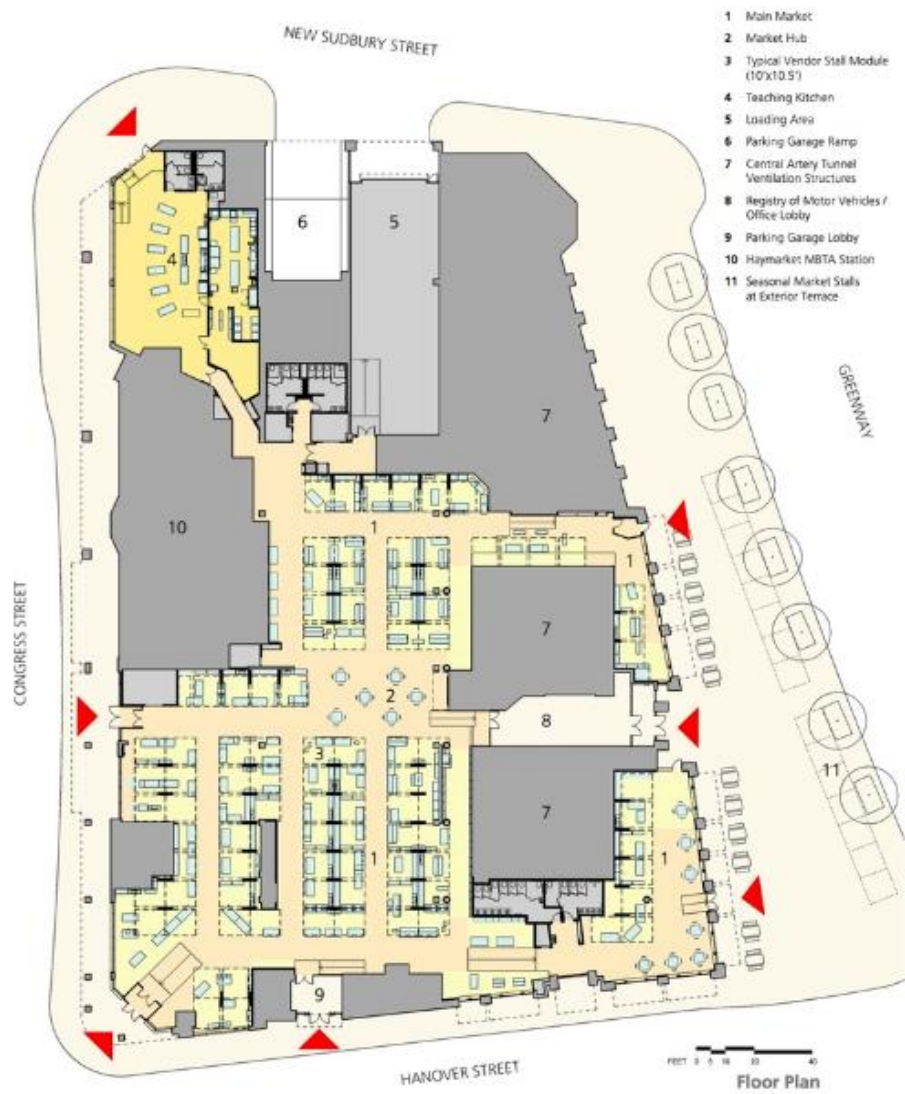 NEW SUDBURY STREET
1 Main Market
2 Market Hub
3 Typical Vendor Stall Module
(10'x10.5')
4 Teaching Kitchen
5 Loading Area
6 Parking Garage Ramp
7 Central Artery Tunnel
Ventilation Structures
8 Registry of Motor Vehicles /
Office Lobby
9 Parking Garage Lobby
10 Haymarket MBTA Station
11 Seasonal Market Stalls
at Exterior Terrace
6
5
4
GREENWAY
7
10
1
1
7
CONGRESS STREET
2
8
3
11
7
1
1
9
HANOVER STREET
FEET 0 5 10 20 40
Floor Plan